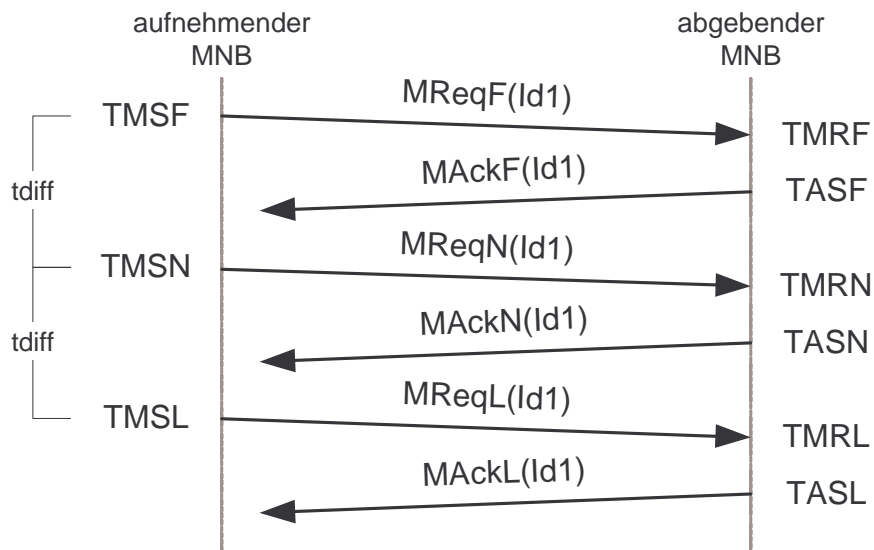 aufnehmender
MNB
abgebender
MNB
MReqF(Id1)
TMSF
TMRF
MAckF(Id1)
TASF
tdiff
MReqN(Id1)
TMSN
TMRN
MAckN(Id1)
TASN
tdiff
MReqL(Id1)
TMSL
TMRL
MAckL(Id1)
TASL